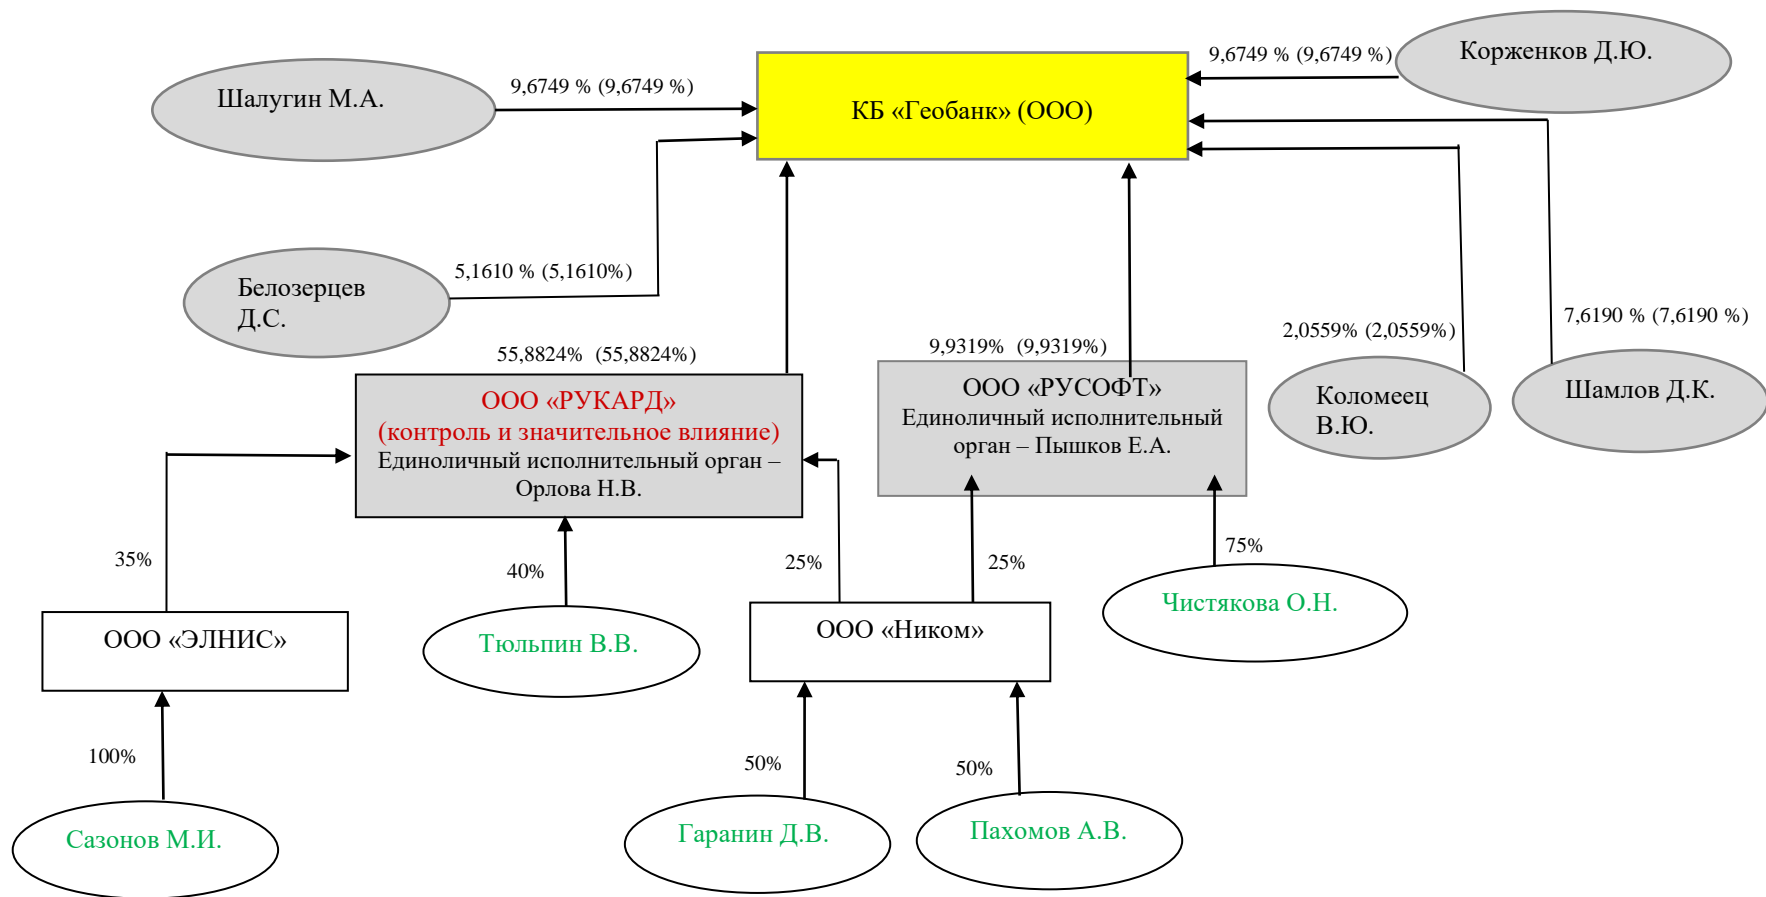 9,6749 % (9,6749 %)
Корженков Д.Ю.
Шалугин М.А.
9,6749 % (9,6749 %)
КБ «Геобанк» (ООО)
Белозерцев
Д.С.
5,1610 % (5,1610%)
7,6190 % (7,6190 %)
2,0559% (2,0559%)
55,8824% (55,8824%)
9,9319% (9,9319%)
ООО «РУКАРД»
(контроль и значительное влияние)
Единоличный исполнительный орган –
Орлова Н.В.
ООО «РУСОФТ»
Единоличный исполнительный
орган – Пышков Е.А.
Коломеец
В.Ю.
Шамлов Д.К.
35%
40%
25%
25%
75%
ООО «ЭЛНИС»
Тюльпин В.В.
ООО «Ником»
Чистякова О.Н.
100%
50%
50%
Сазонов М.И.
Гаранин Д.В.
Пахомов А.В.